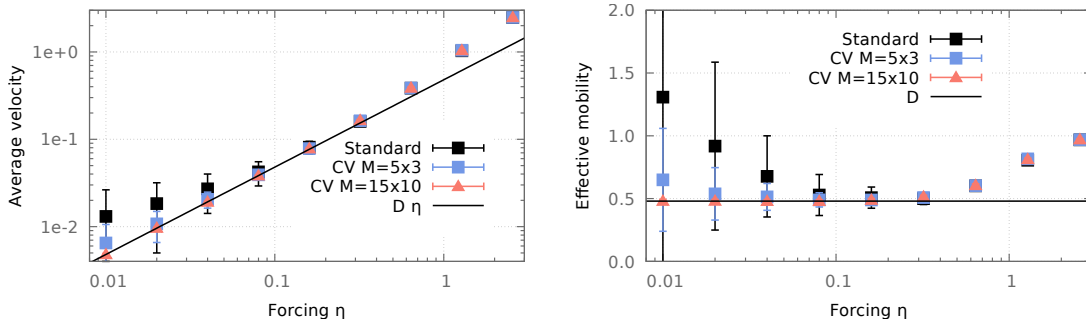 Average velocity
1e+0
1e-1
1e-2
0.01
0.1
1
Forcing η
Standard
CV M=5x3
CV M=15x10
D η
Effective mobility
2.0
1.5
1.0
0.5
0.0
0.01
0.1
1
Forcing η
Standard
CV M=5x3
CV M=15x10
D